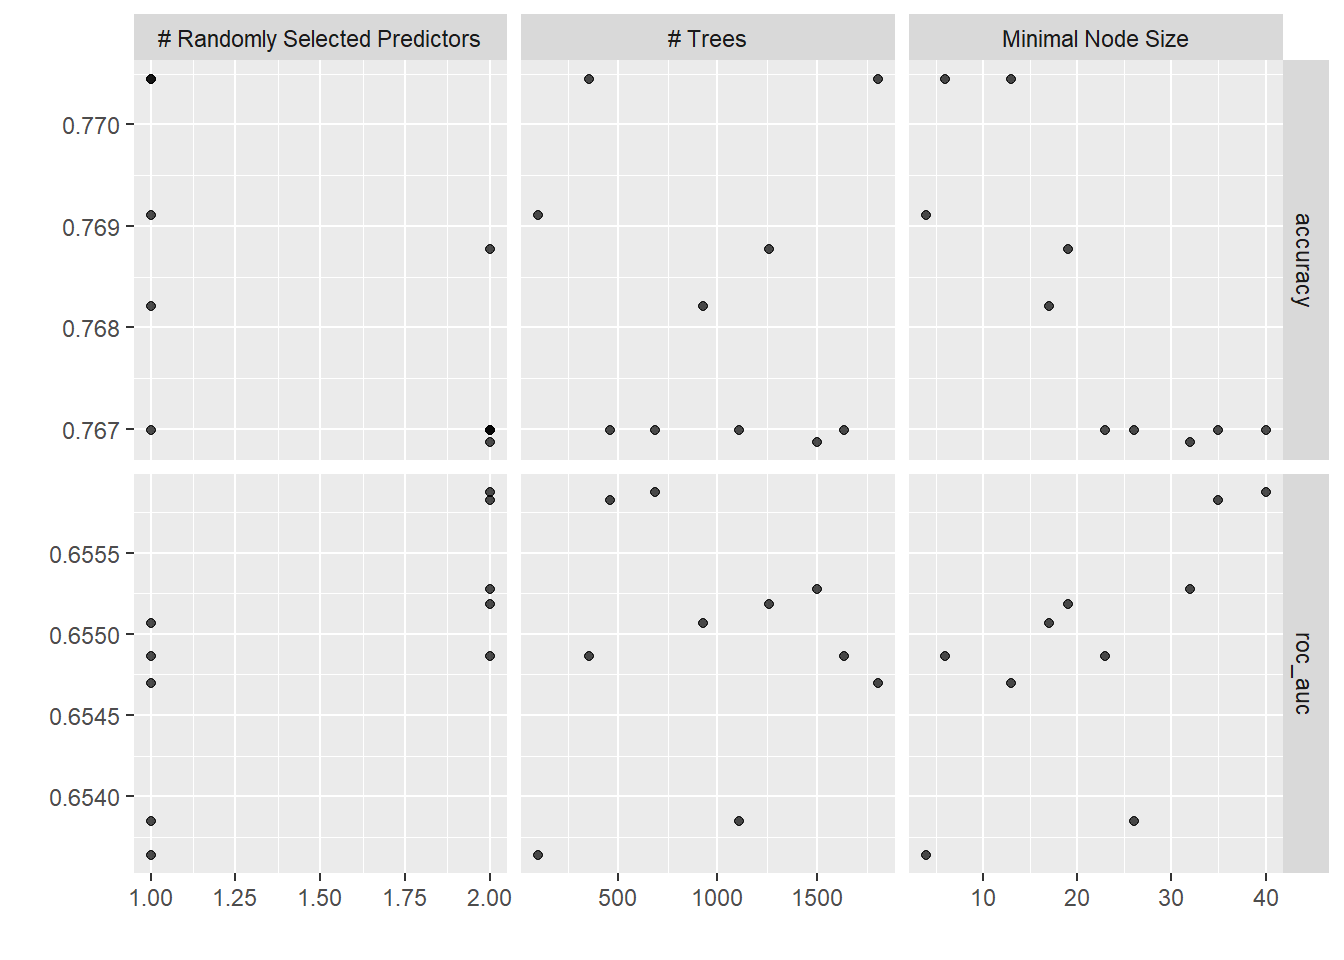 # Randomly Selected Predictors
# Trees
Minimal Node Size
0.770
0.769
0.768
0.767
accuracy
0.6555
0.6550
0.6545
0.6540
roc_auc
1.00 1.25 1.50 1.75 2.00
500 1000 1500
10 20 30 40